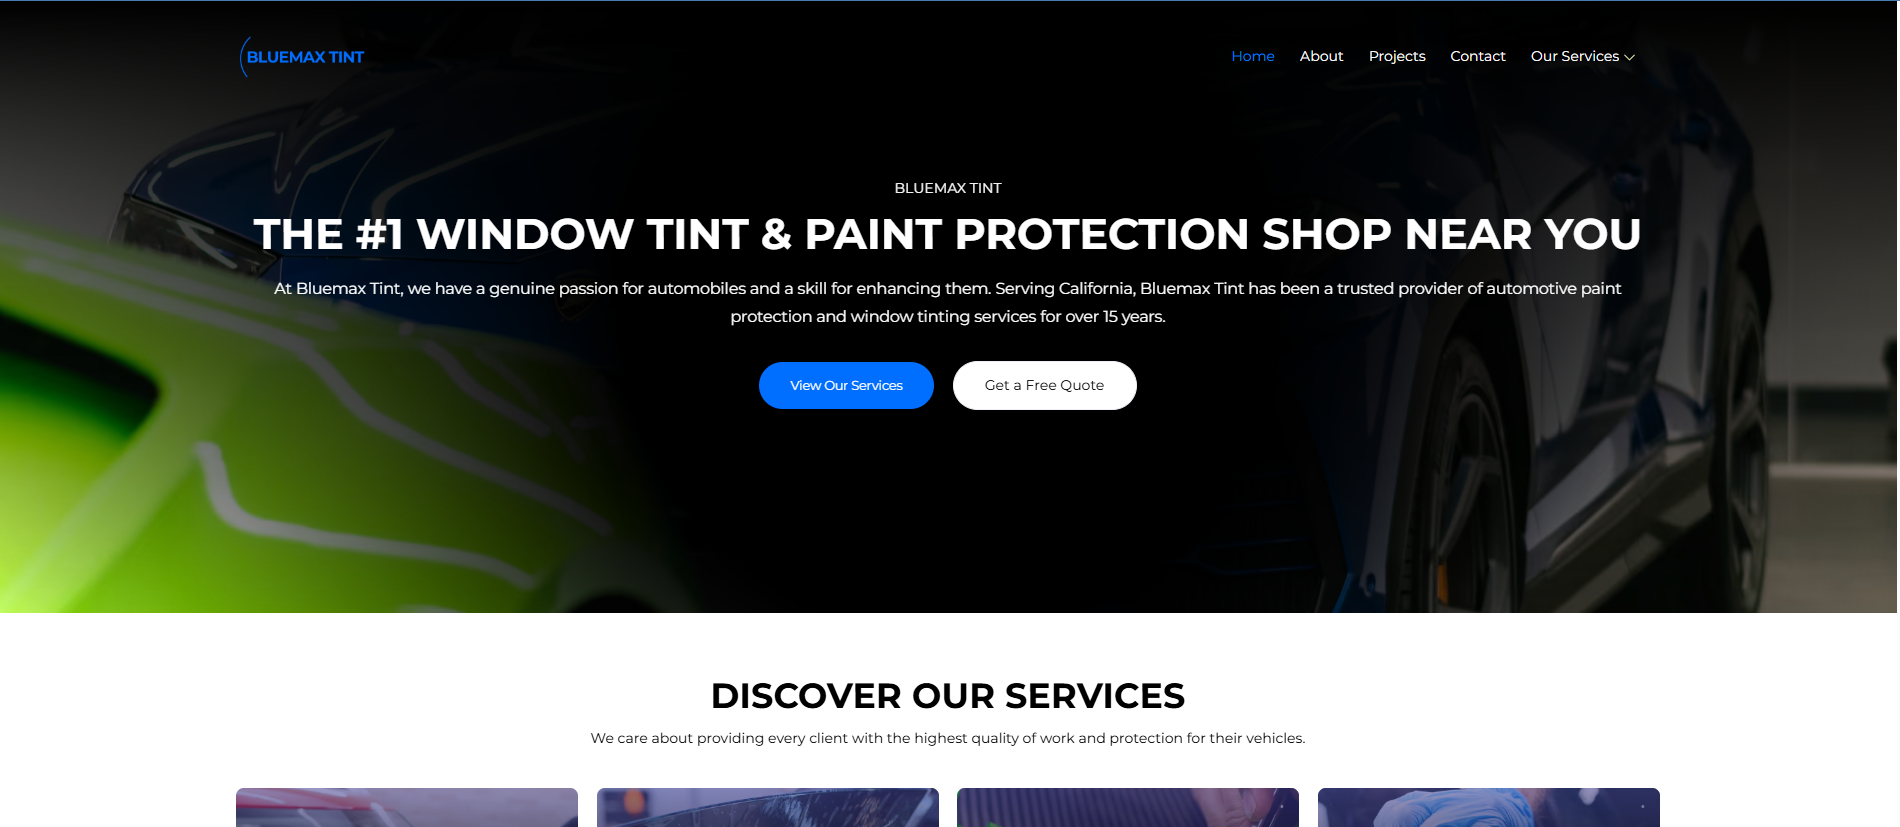 BLUEMAX TINT
Home
About
Projects
Contact
Our Services
BLUEMAX TINT
THE #1 WINDOW TINT & PAINT PROTECTION SHOP NEAR YOU
At Bluemax Tint, we have a genuine passion for automobiles and a skill for enhancing them. Serving California, Bluemax Tint has been a trusted provider of automotive paint
protection and window tinting services for over 15 years.
View Our Services
Get a Free Quote
DISCOVER OUR SERVICES
We care about providing every client with the highest quality of work and protection for their vehicles.